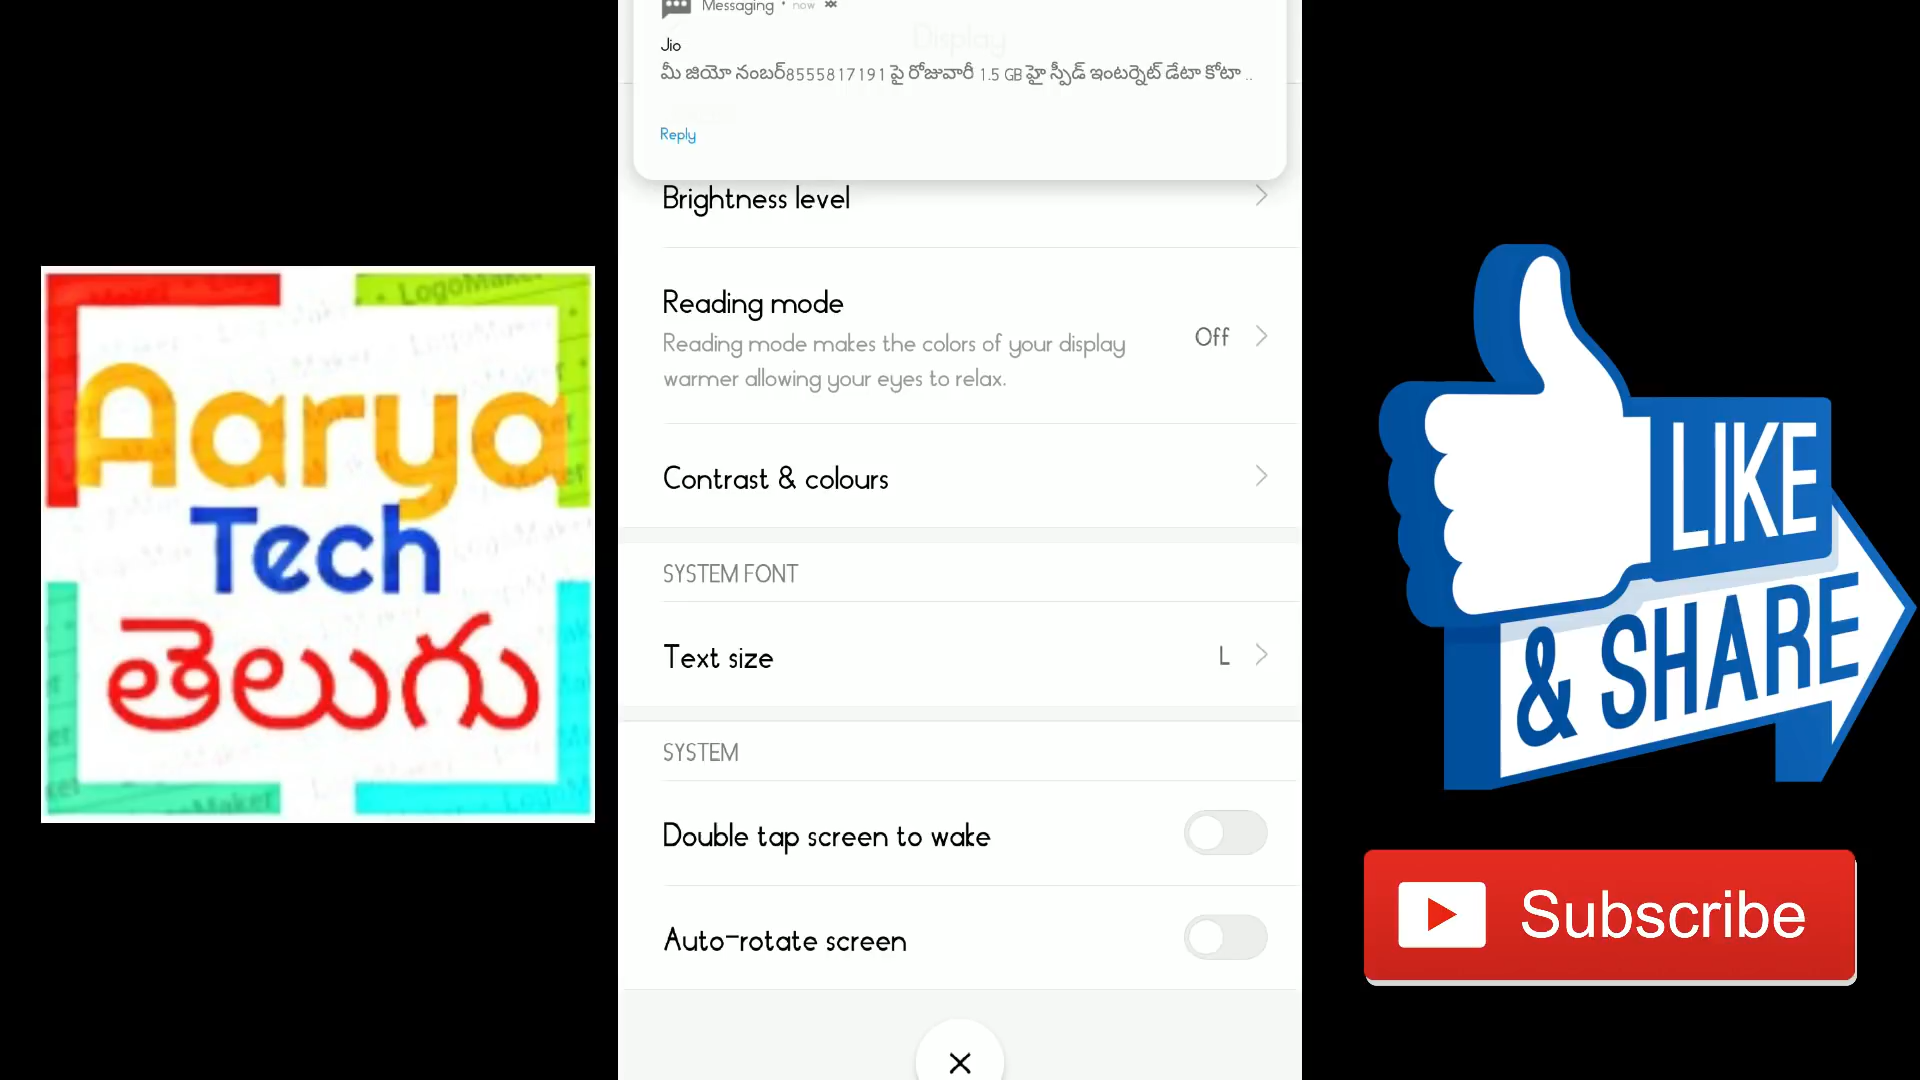 Messaging • now
Display
Jio
మీ జియో నంబర్8555817191 పై రోజువారీ 1.5 GB హై స్పీడ్ ఇంటర్నెట్ డేటా కోటా ..
Reply
Brightness level
Reading mode
Reading mode makes the colors of your display
warmer allowing your eyes to relax.
Off
Contrast & colours
SYSTEM FONT
Text size
L
SYSTEM
Double tap screen to wake
Auto-rotate screen
LogoMaker
Aarya
Tech
తెలుగు
LIKE
& SHARE
Subscribe